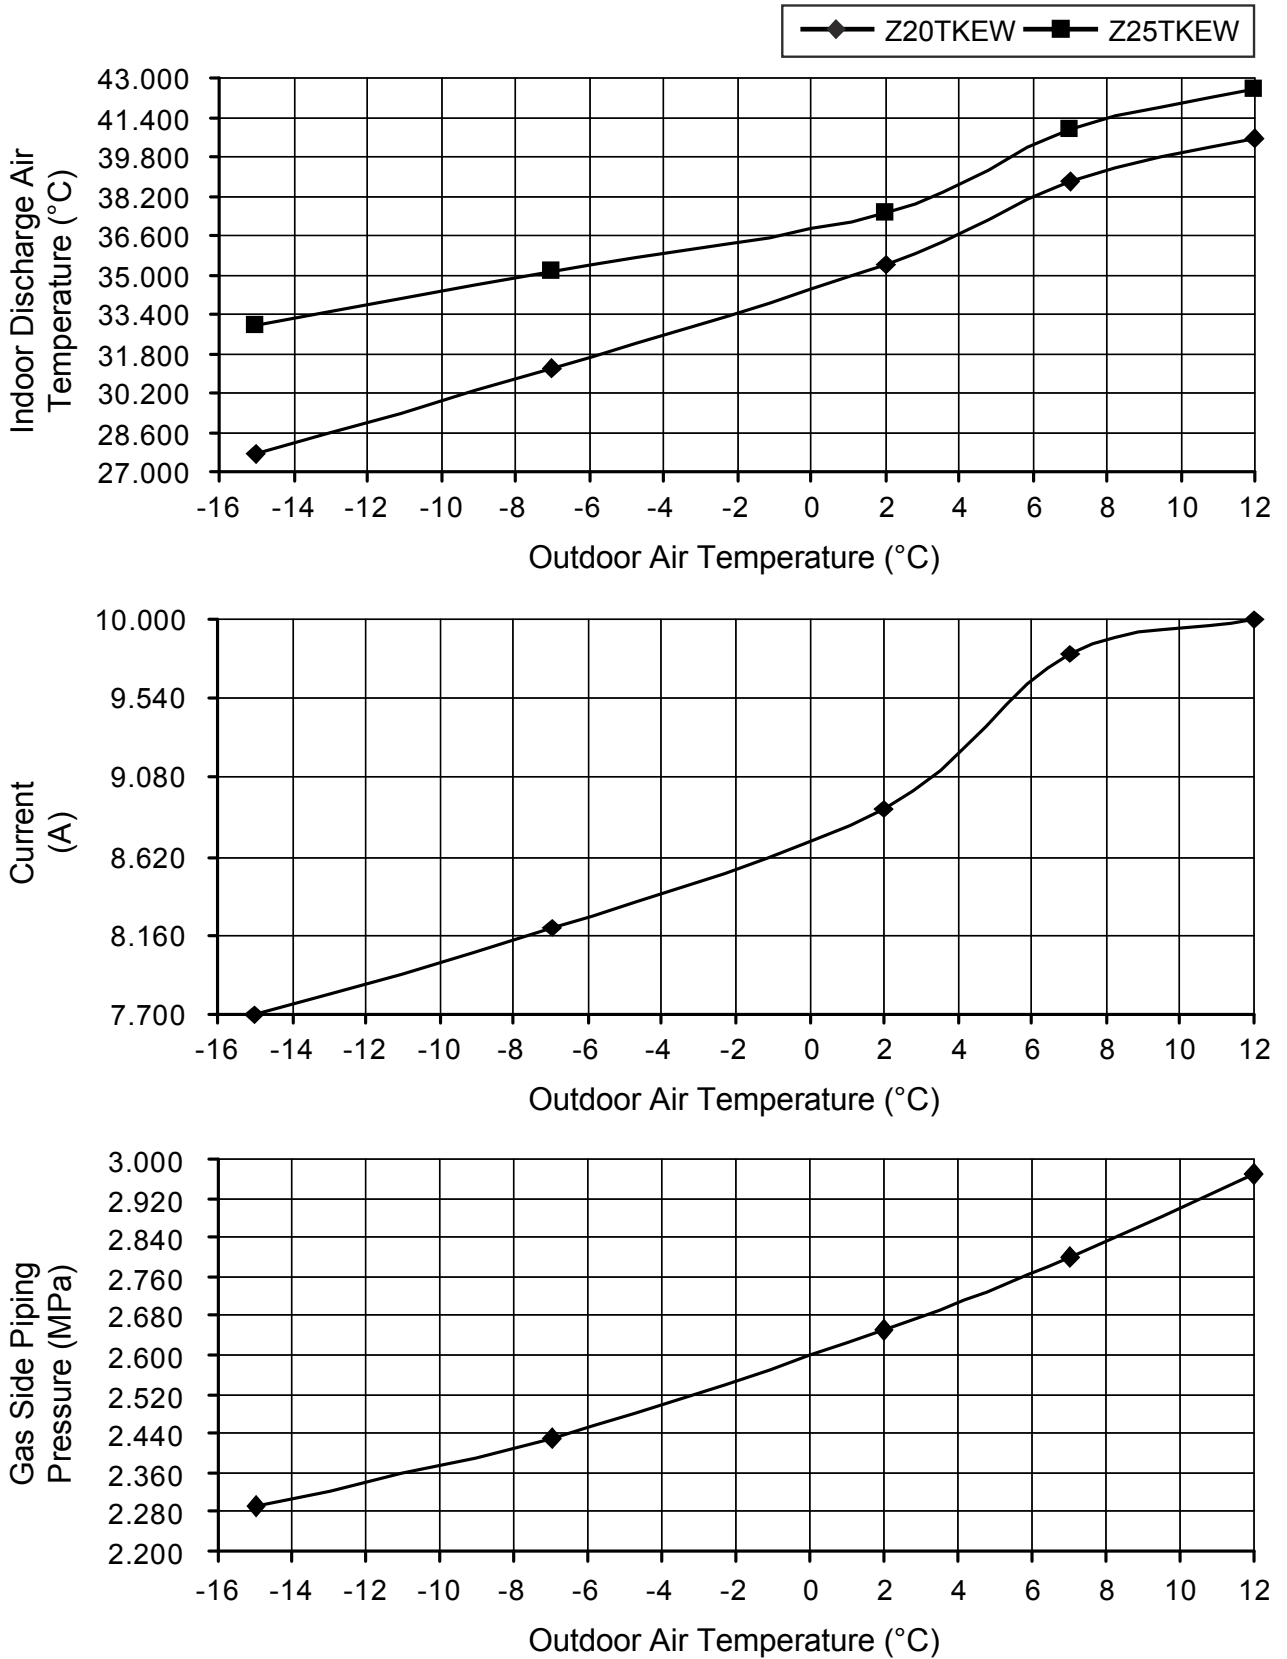 Z20TKEW Z25TKEW
43.000
41.400
39.800
38.200
36.600
35.000
33.400
31.800
30.200
28.600
27.000
Indoor Discharge Air
Temperature (°C)
-16 -14 -12 -10 -8 -6 -4 -2 0 2 4 6 8 10 12
Outdoor Air Temperature (°C)
10.000
9.540
9.080
8.620
8.160
7.700
Current
(A)
-16 -14 -12 -10 -8 -6 -4 -2 0 2 4 6 8 10 12
Outdoor Air Temperature (°C)
3.000
2.920
2.840
2.760
2.680
2.600
2.520
2.440
2.360
2.280
2.200
Gas Side Piping
Pressure (MPa)
-16 -14 -12 -10 -8 -6 -4 -2 0 2 4 6 8 10 12
Outdoor Air Temperature (°C)